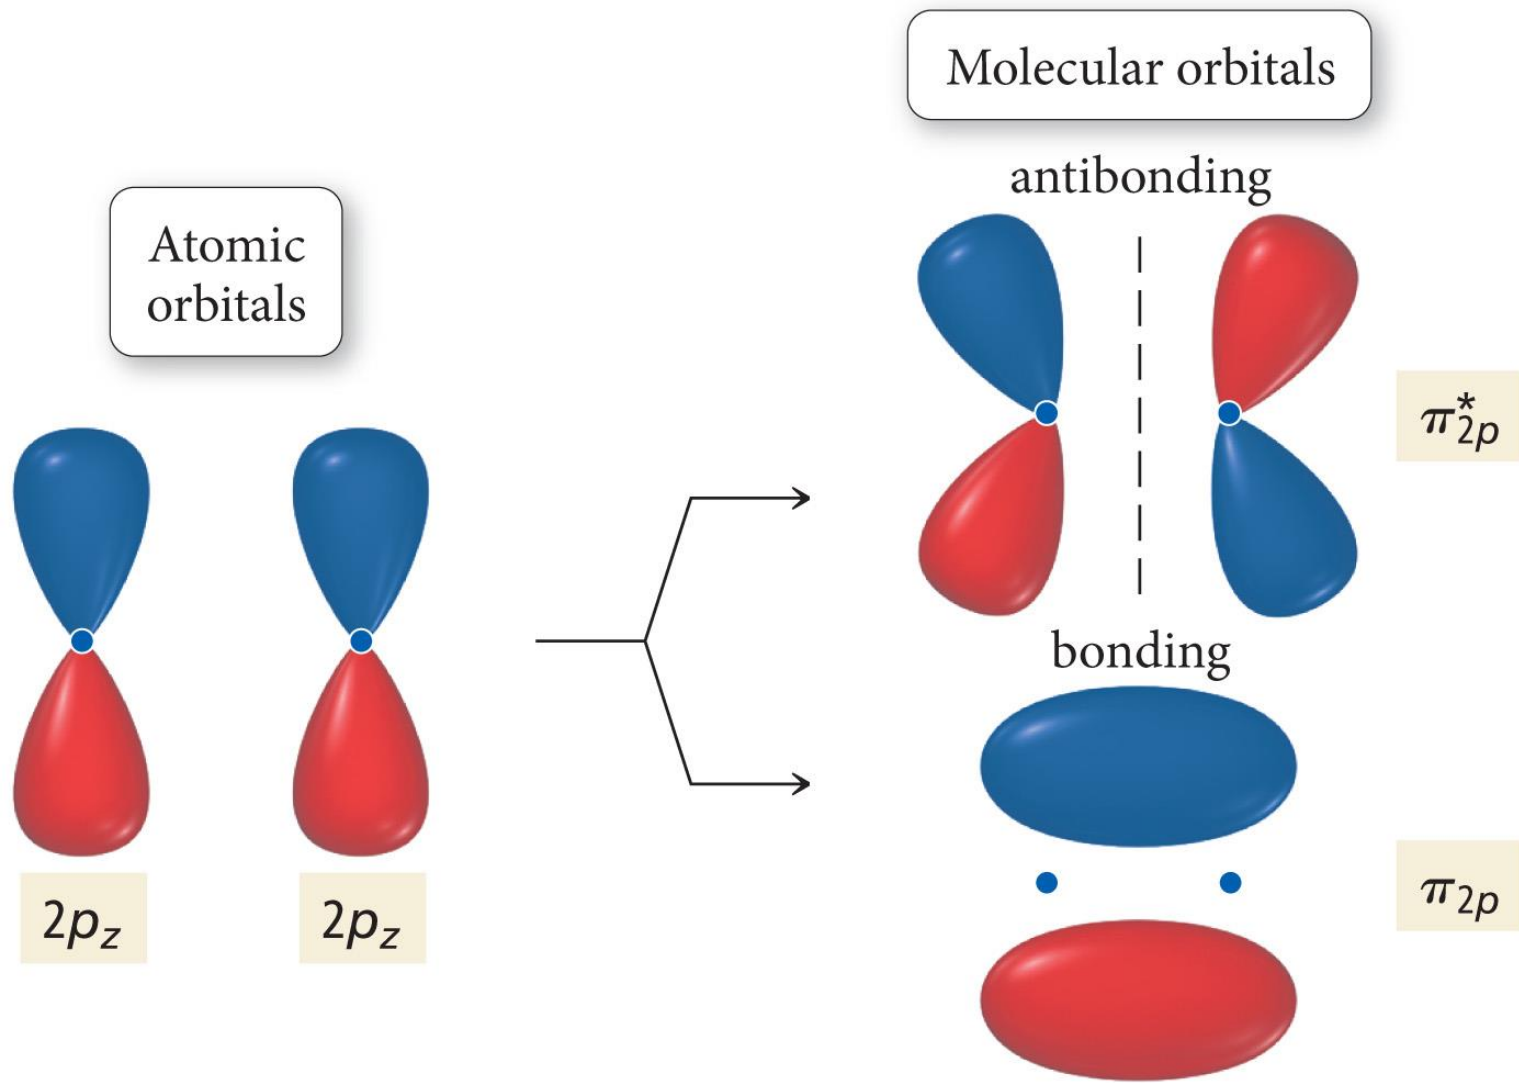 Molecular orbitals
antibonding
Atomic
orbitals
π*2p
bonding
2pz
2pz
π2p